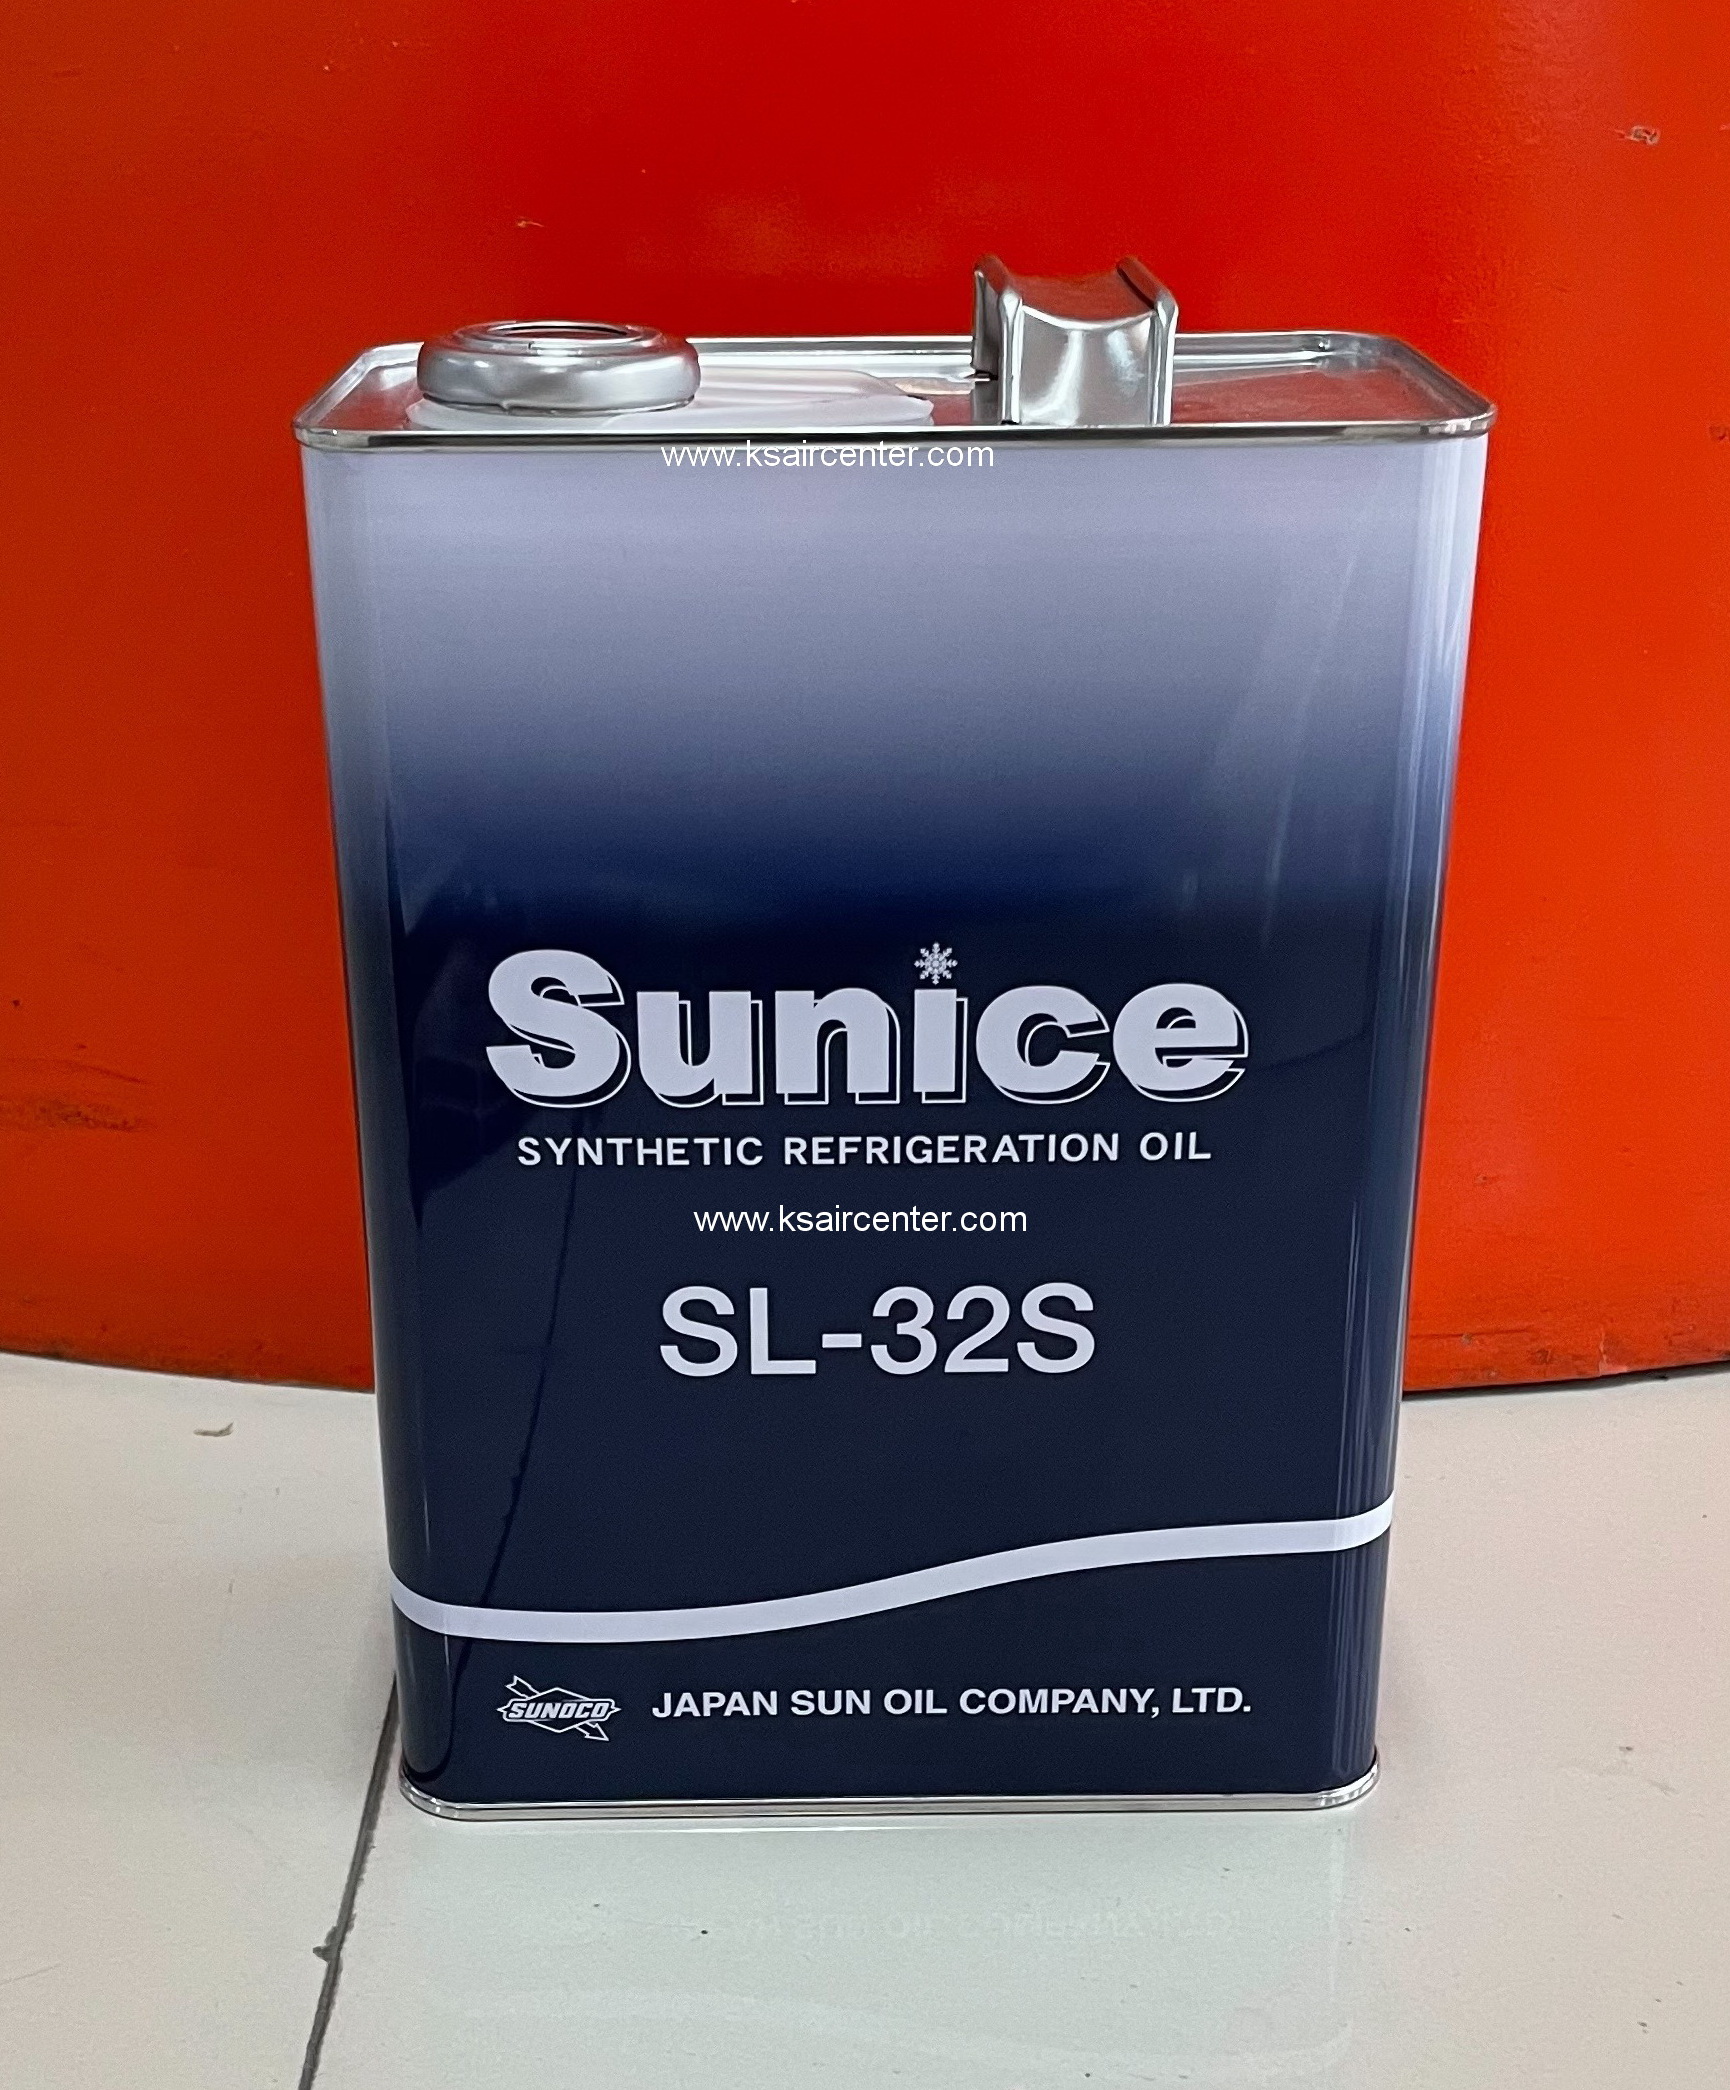 www.ksaircenter.com
Sunice
SYNTHETIC REFRIGERATION OIL
www.ksaircenter.com
SL-32S
SUNOCO JAPAN SUN OIL COMPANY, LTD.